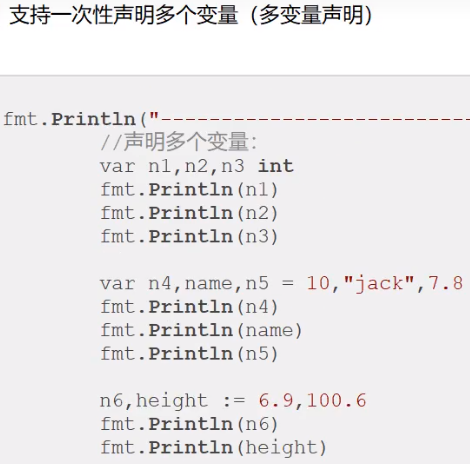 支持一次性声明多个变量（多变量声明）
fmt.Println("--------------------------
//声明多个变量：
var n1,n2,n3 int
fmt.Println(n1)
fmt.Println(n2)
fmt.Println(n3)
var n4,name,n5 = 10,"jack",7.8
fmt.Println(n4)
fmt.Println(name)
fmt.Println(n5)
n6,height := 6.9,100.6
fmt.Println(n6)
fmt.Println(height)